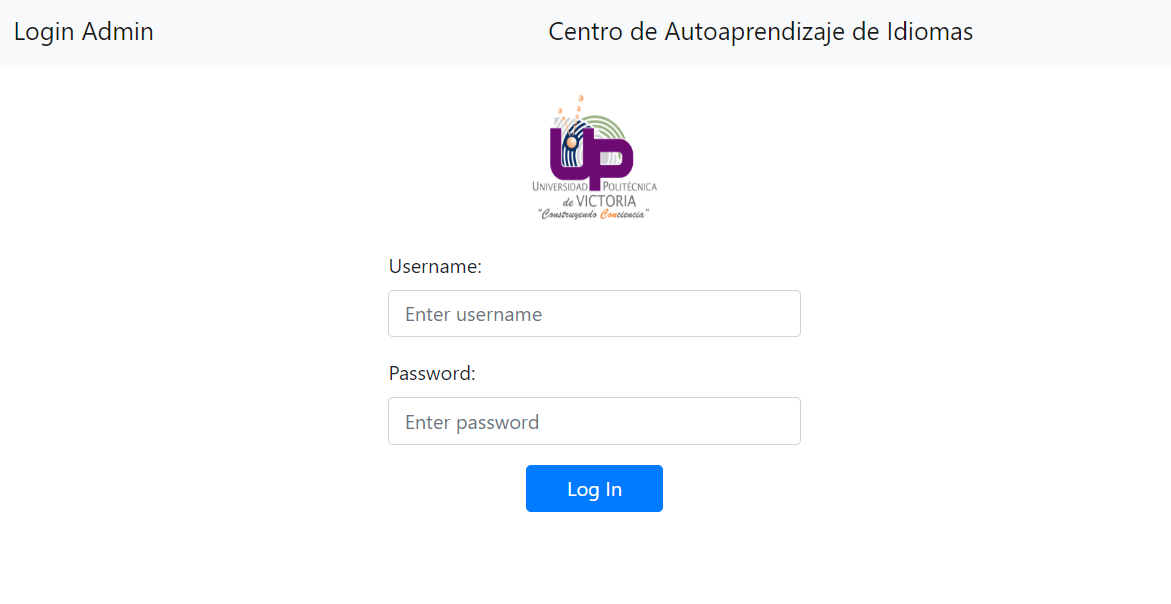 Login Admin
Centro de Autoaprendizaje de Idiomas
UP
UNIVERSIDAD POLITÉCNICA
de VICTORIA
"Construyendo Conciencia"
Username:
Enter username
Password:
Enter password
Log In